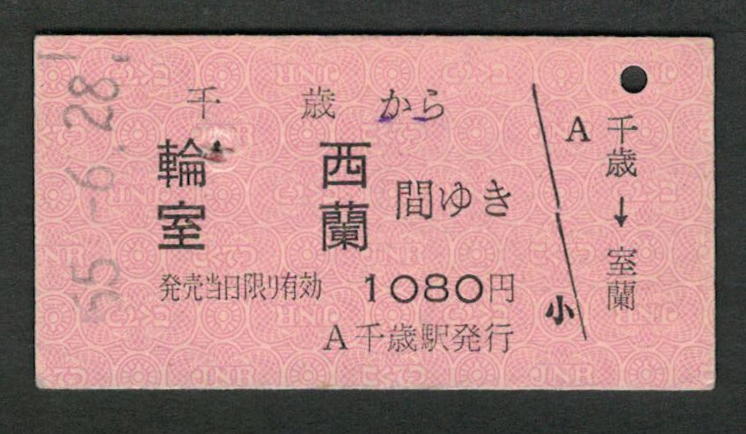 55.-6.28.
千歳から
輪西
室蘭
間ゆき
発売当日限り有効 1080円
A千歳駅発行
A
千歳→室蘭
小